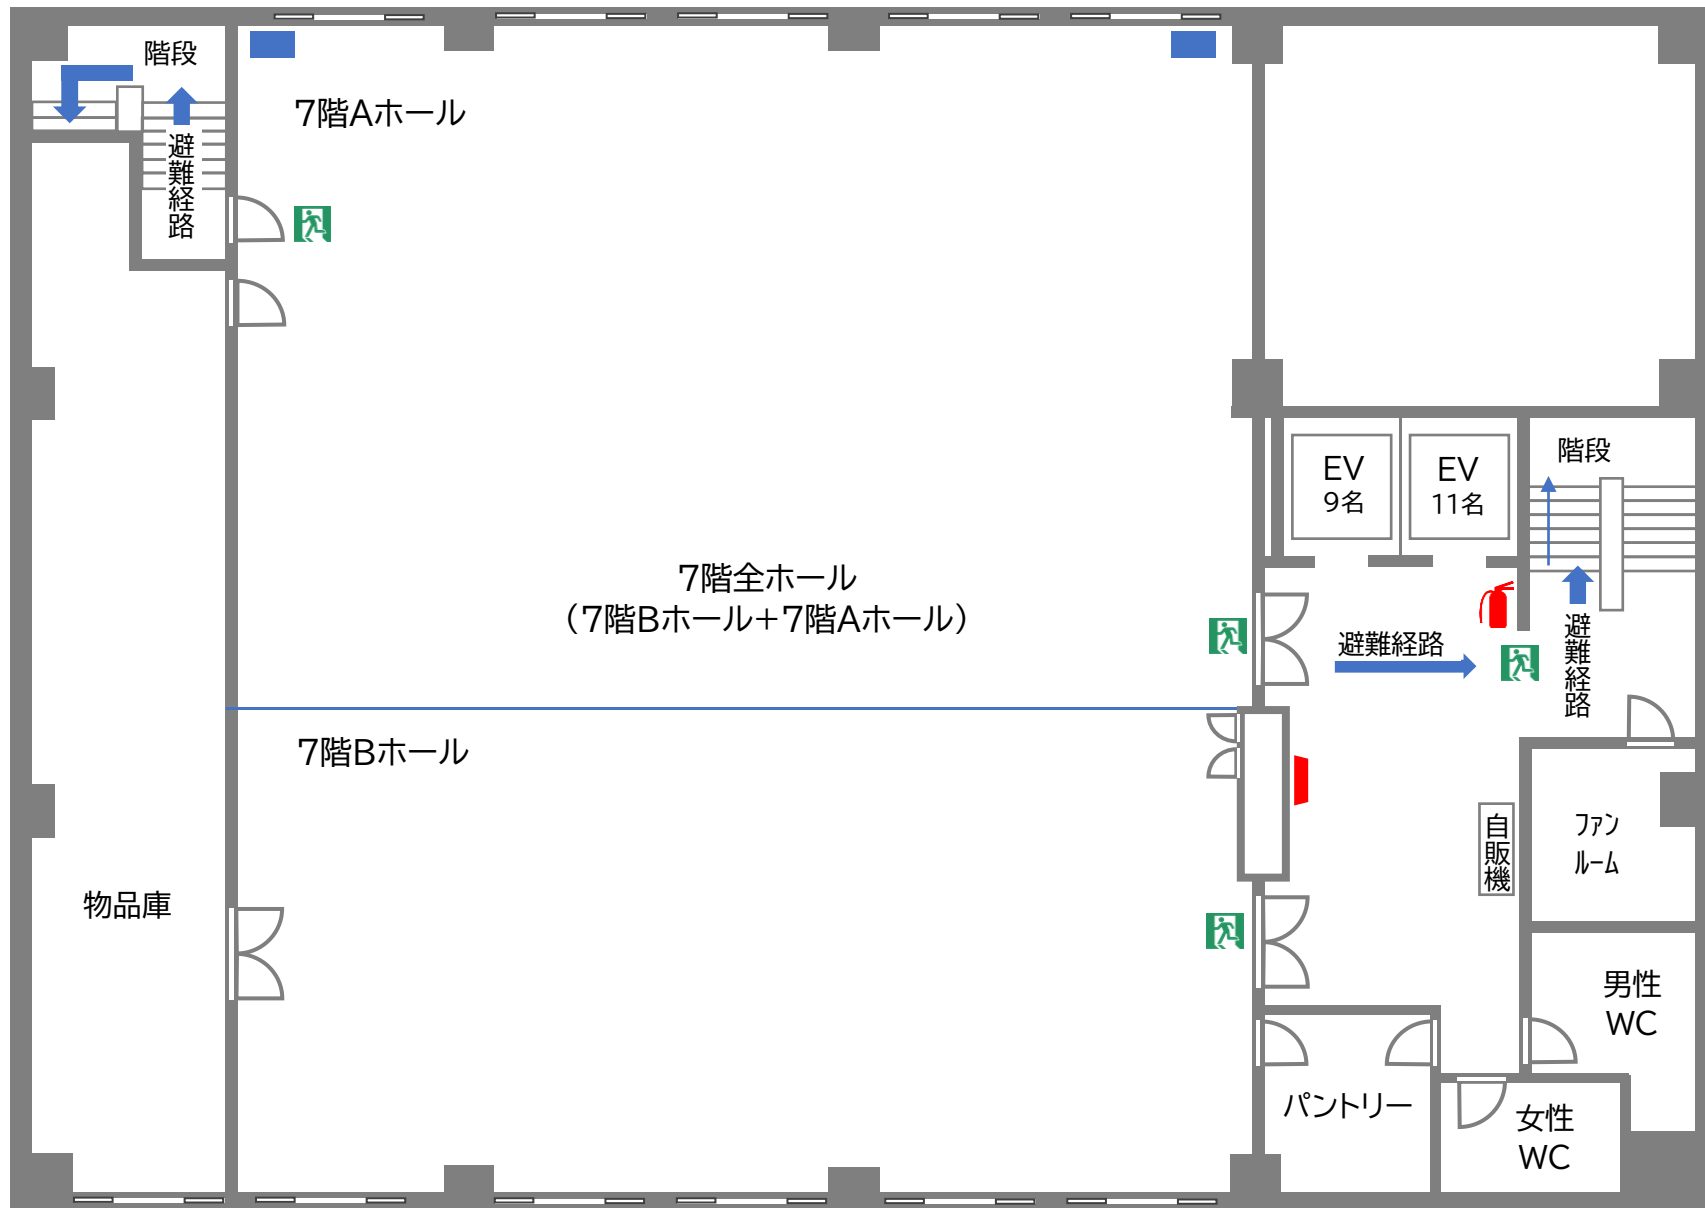 階段
避難経路
7階Aホール
階段
EV
9名
EV
11名
7階全ホール
（7階Bホール＋7階Aホール）
避難経路
避難経路
7階Bホール
自販機
ﾌｧﾝ
ﾙｰﾑ
物品庫
男性
WC
パントリー
女性
WC